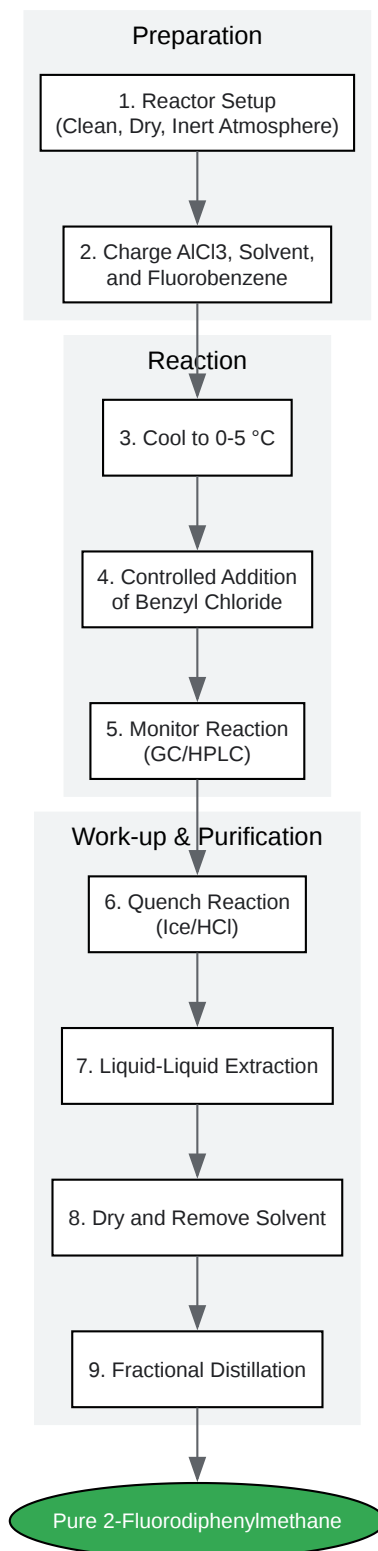 Preparation
1. Reactor Setup
(Clean, Dry, Inert Atmosphere)
2. Charge AlCl3, Solvent,
and Fluorobenzene
Reaction
3. Cool to 0-5 °C
4. Controlled Addition
of Benzyl Chloride
5. Monitor Reaction
(GC/HPLC)
Work-up & Purification
6. Quench Reaction
(Ice/HCl)
7. Liquid-Liquid Extraction
8. Dry and Remove Solvent
9. Fractional Distillation
Pure 2-Fluorodiphenylmethane